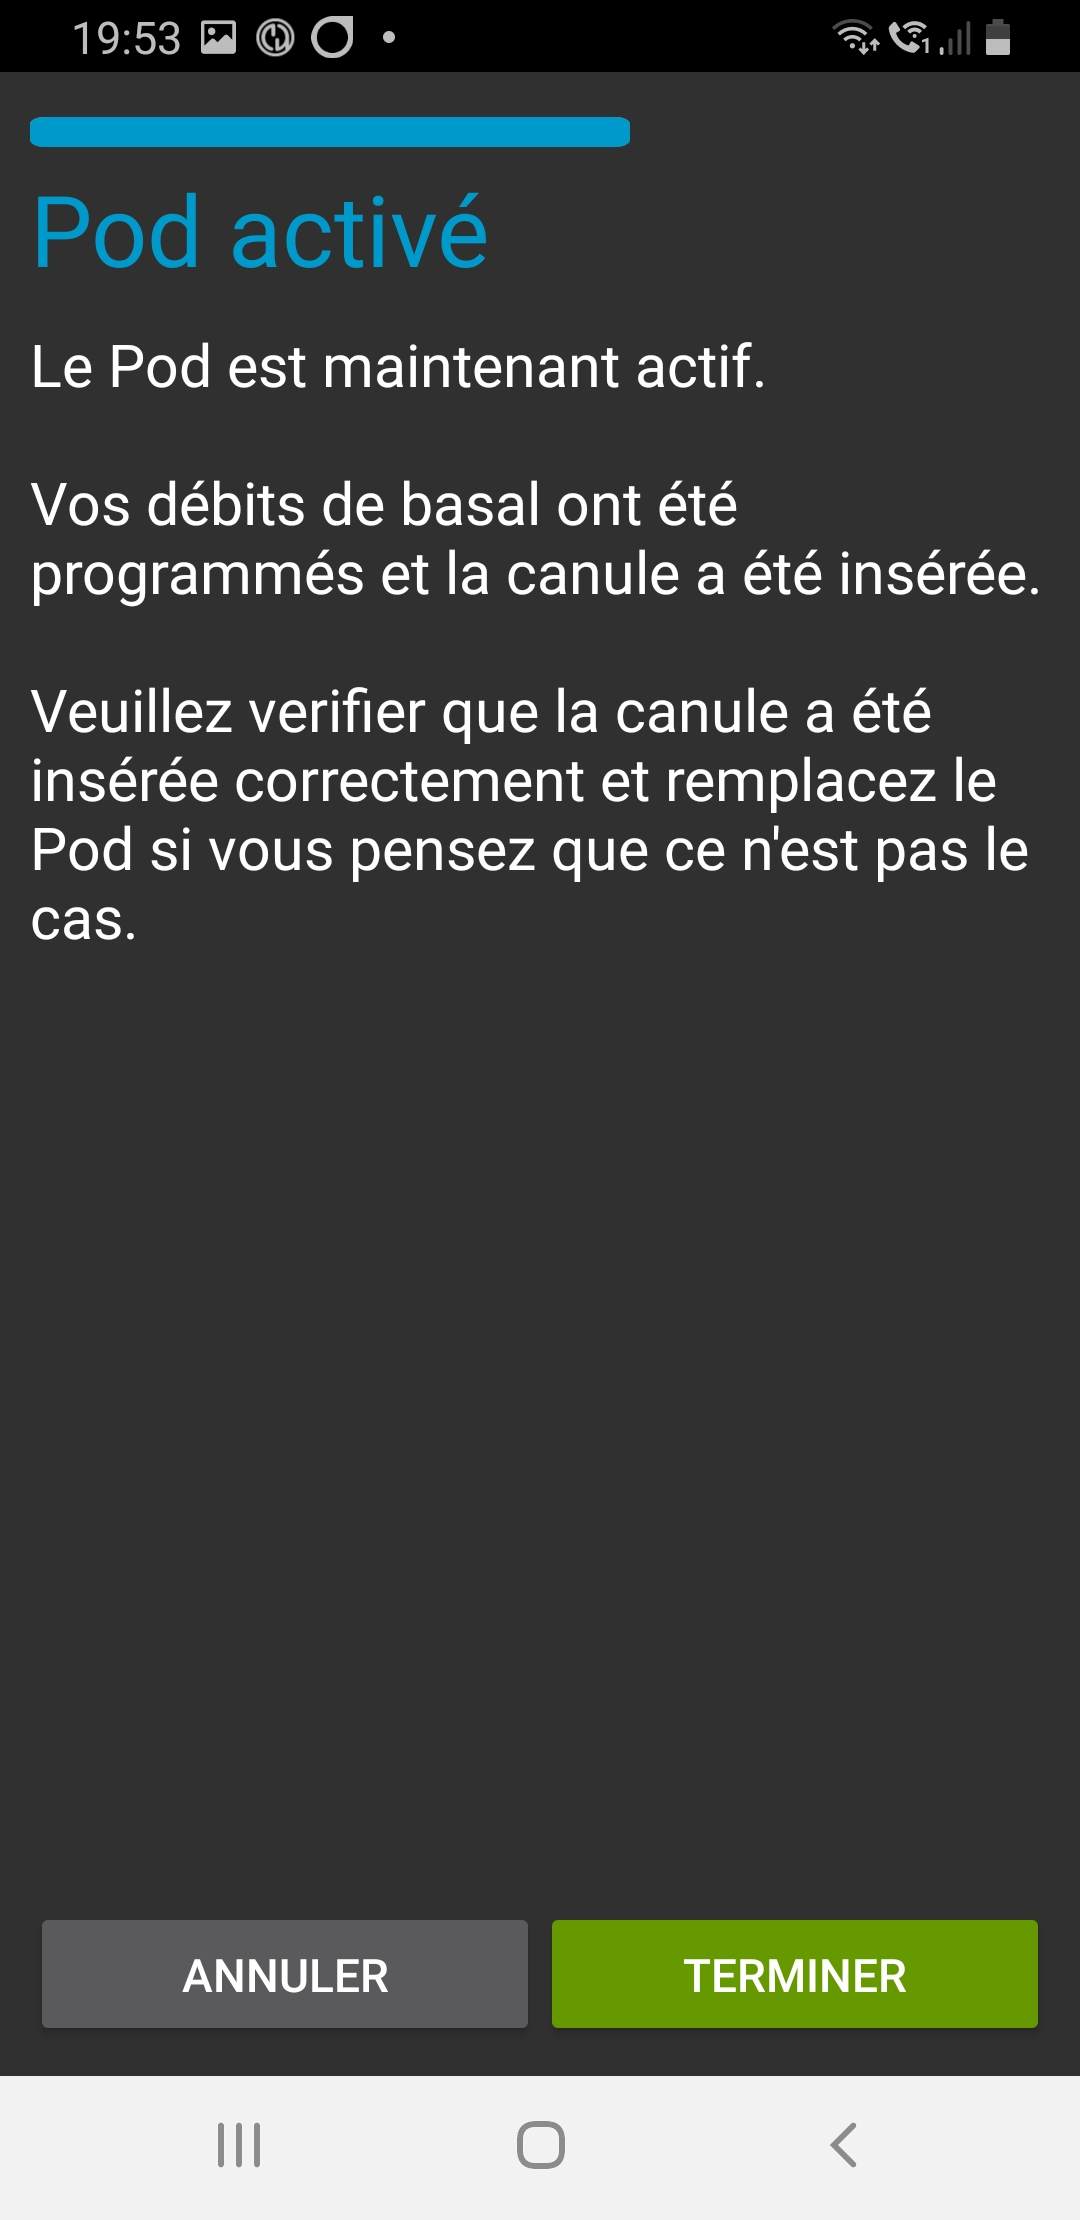 19:53
Pod activé
Le Pod est maintenant actif.
Vos débits de basal ont été
programmés et la canule a été insérée.
Veuillez verifier que la canule a été
insérée correctement et remplacez le
Pod si vous pensez que ce n'est pas le
cas.
ANNULER
TERMINER